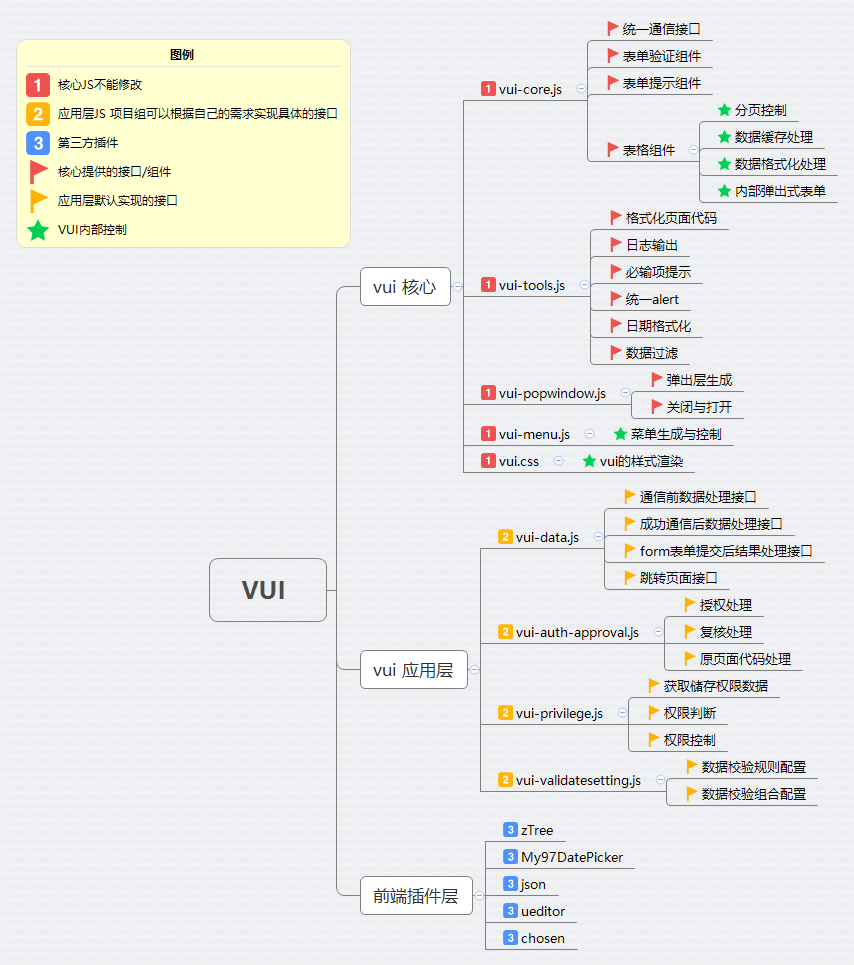 图例
1 核心JS不能修改
2 应用层JS 项目组可以根据自己的需求实现具体的接口
3 第三方插件
核心提供的接口/组件
应用层默认实现的接口
VUI内部控制
VUI
vui 核心
1 vui-core.js
统一通信接口
表单验证组件
表单提示组件
表格组件
分页控制
数据缓存处理
数据格式化处理
内部弹出式表单
1 vui-tools.js
格式化页面代码
日志输出
必输项提示
统一alert
日期格式化
数据过滤
1 vui-popwindow.js
弹出层生成
关闭与打开
1 vui-menu.js
菜单生成与控制
1 vui.css
vui的样式渲染
vui 应用层
2 vui-data.js
通信前数据处理接口
成功通信后数据处理接口
form表单提交后结果处理接口
跳转页面接口
2 vui-auth-approval.js
授权处理
复核处理
原页面代码处理
2 vui-privilege.js
获取储存权限数据
权限判断
权限控制
2 vui-validatesetting.js
数据校验规则配置
数据校验组合配置
前端插件层
3 zTree
3 My97DatePicker
3 json
3 ueditor
3 chosen